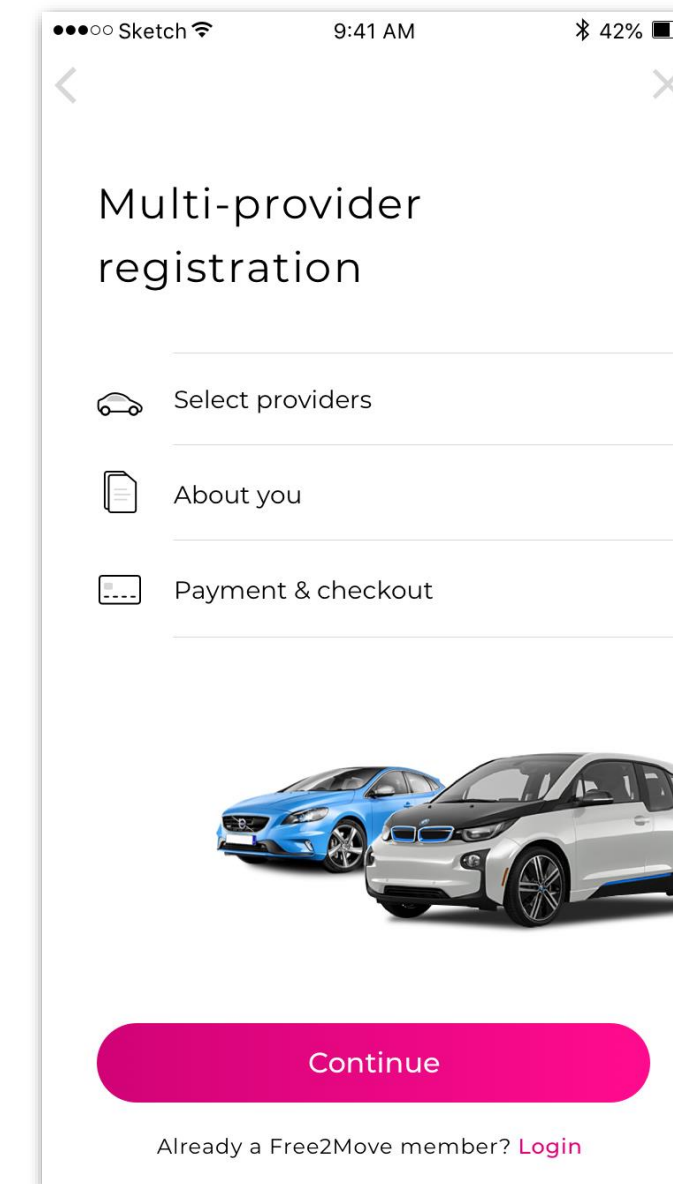 Sketch 9:41 AM 42%
Multi-provider
registration
Select providers
About you
Payment & checkout
Continue
Already a Free2Move member? Login